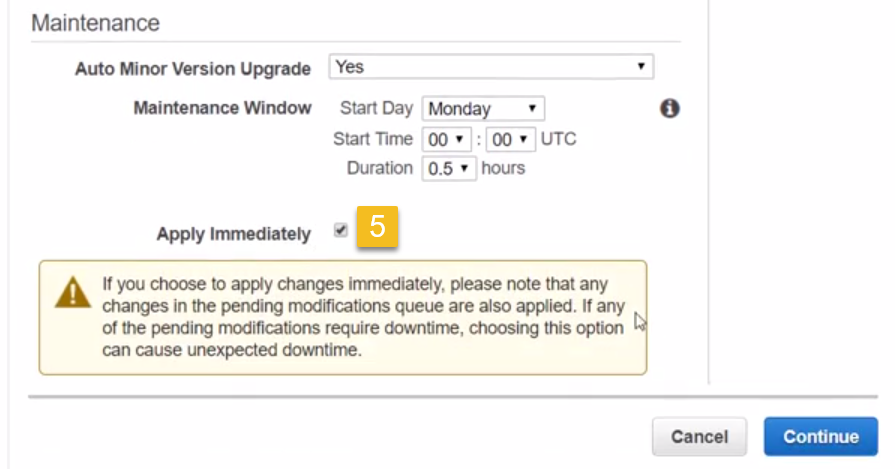 Maintenance
Auto Minor Version Upgrade Yes
Maintenance Window Start Day Monday
Start Time 00 : 00 UTC
Duration 0.5 hours
Apply Immediately 5
If you choose to apply changes immediately, please note that any
changes in the pending modifications queue are also applied. If any
of the pending modifications require downtime, choosing this option
can cause unexpected downtime.
Cancel Continue